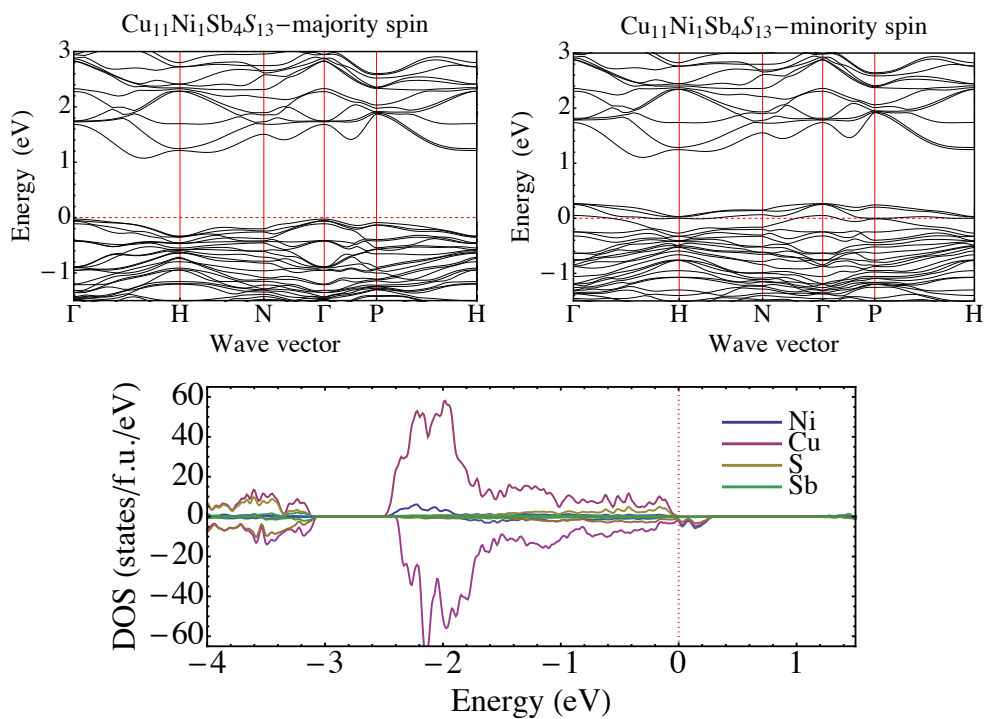 Cu₁₁Ni₁Sb₄S₁₃−majority spin
3
2
1
0
−1
Energy (eV)
Γ H N Γ P H
Wave vector
Cu₁₁Ni₁Sb₄S₁₃−minority spin
3
2
1
0
−1
Energy (eV)
Γ H N Γ P H
Wave vector
60
40
20
0
−20
−40
−60
DOS (states/f.u./eV)
Ni
Cu
S
Sb
−4 −3 −2 −1 0 1
Energy (eV)